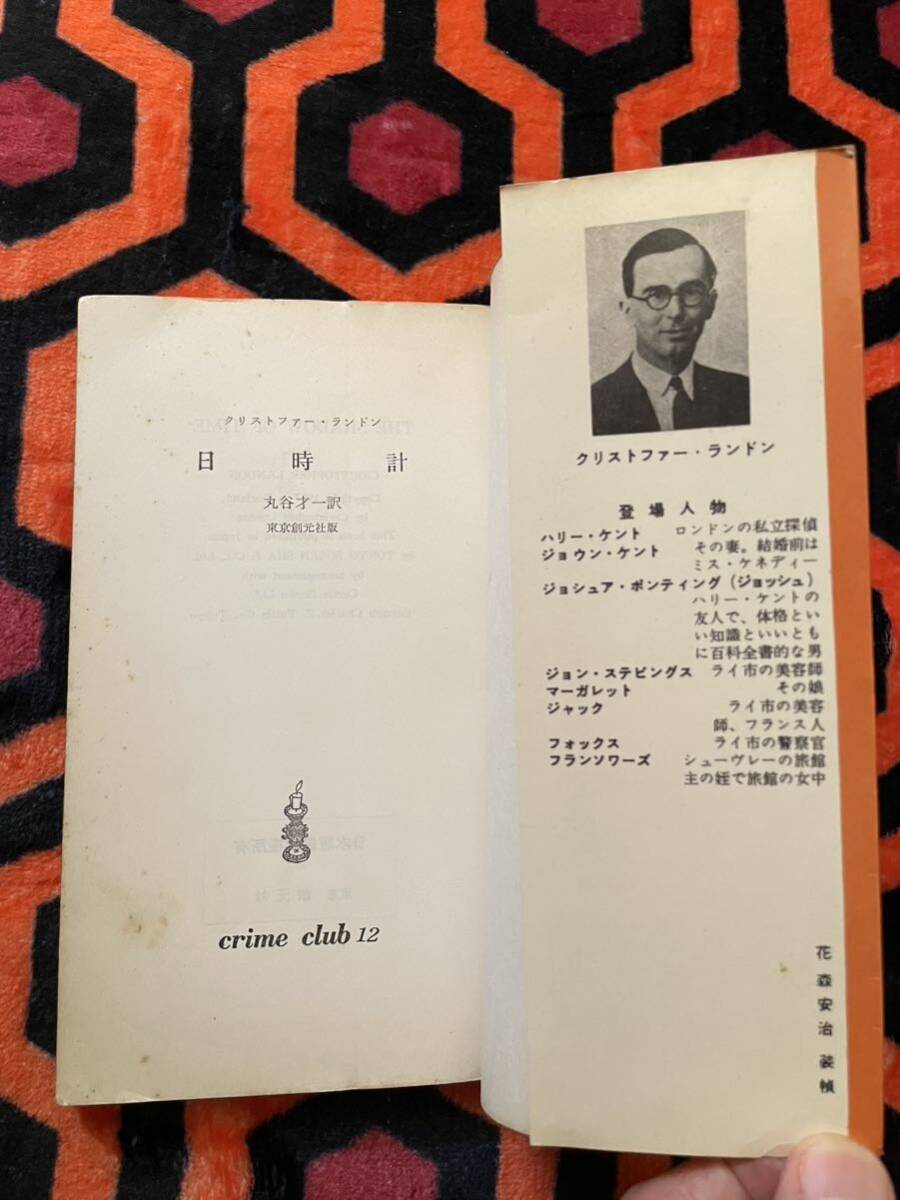 クリストファー・ランドン
日時計
丸谷才一訳
東京創元社版
crime club 12
クリストファー・ランドン
登場人物
ハリー・ケント ロンドンの私立探偵
ジョウン・ケント その妻。結婚前は
ミス・ケネディー
ジョシュア・ポンティング（ジョッシュ）
ハリー・ケントの
友人で、体格とい
い知識といいとも
に百科全書的な男
ジョン・ステビングス ライ市の美容師
マーガレット その娘
ジャック ライ市の美容
師、フランス人
フォックス ライ市の警察官
フランソワーズ シューヴレーの旅館
主の姪で旅館の女中
花森安治 装幀